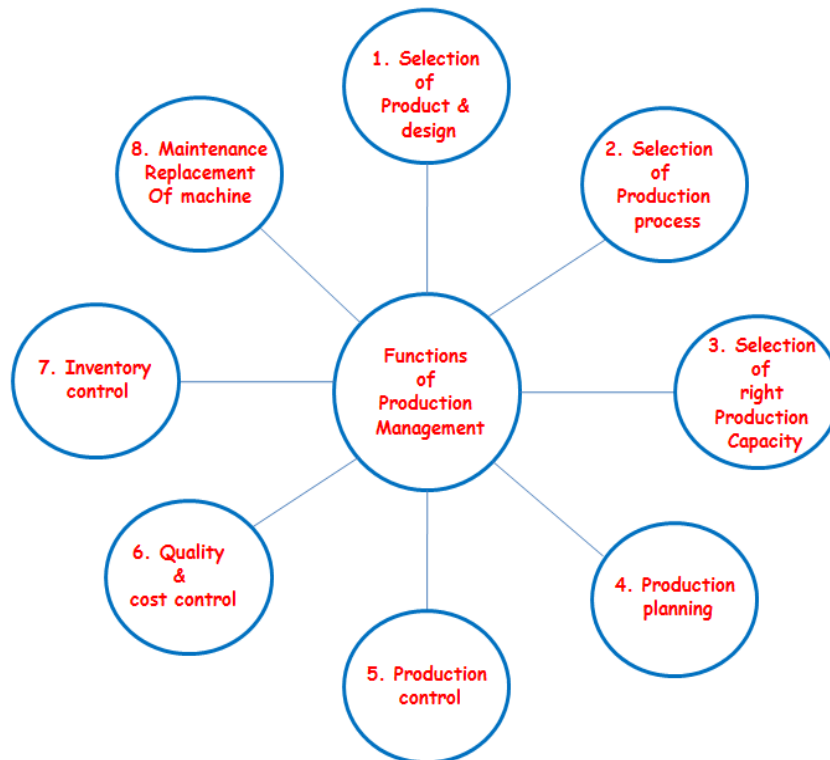 1. Selection
of
Product &
design
2. Selection
of
Production
process
3. Selection
of
right
Production
Capacity
4. Production
planning
5. Production
control
6. Quality
&
cost control
7. Inventory
control
8. Maintenance
Replacement
Of machine
Functions
of
Production
Management